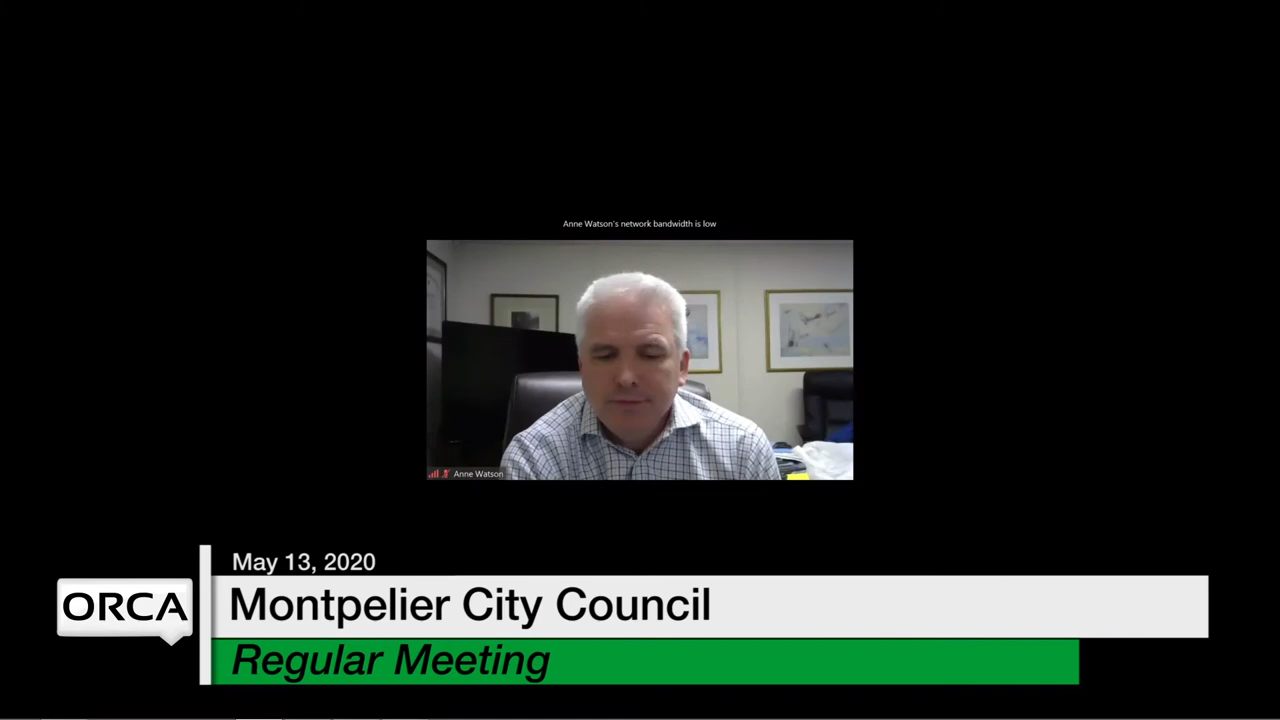 Anne Watson's network bandwidth is low
Anne Watson
May 13, 2020
ORCA
Montpelier City Council
Regular Meeting